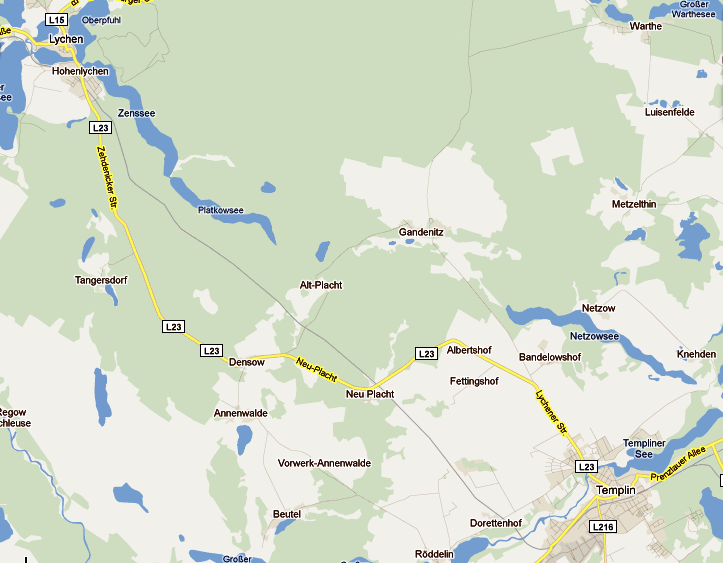 Oberpfuhl
L15
Lychen
Hohenlychen
Großer
Warthesee
Warthe
Zenssee
L23
Zehdenicker Str.
Luisenfelde
Platkowsee
Metzelthin
Gandenitz
Tangersdorf
Alt-Placht
Netzow
Netzowsee
L23
L23
L23
Albertshof
Bandelowshof
Knehden
Densow
Neu-Placht
Neu Placht
Fettingshof
Lychener Str.
Annenwalde
Regow
Templiner
See
Prenzlauer Allee
Vorwerk-Annenwalde
L23
Templin
Beutel
Dorettenhof
L216
Röddelin
Großer